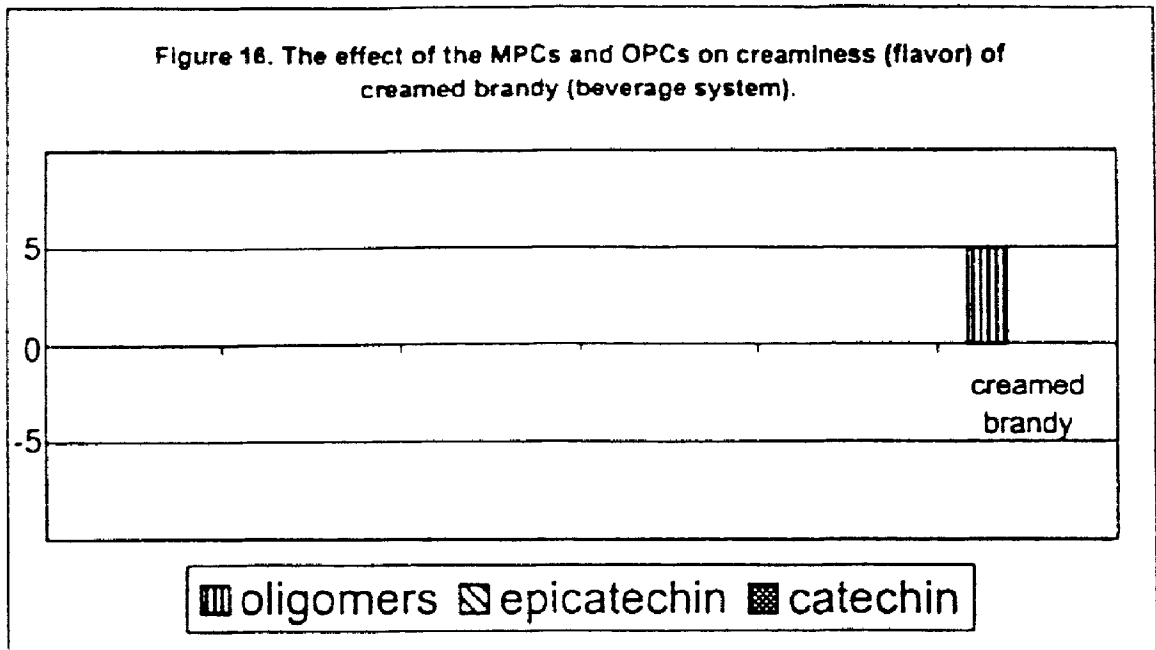 Figure 16. The effect of the MPCs and OPCs on creaminess (flavor) of
creamed brandy (beverage system).
5
0
creamed
brandy
-5
oligomers epicatechin catechin